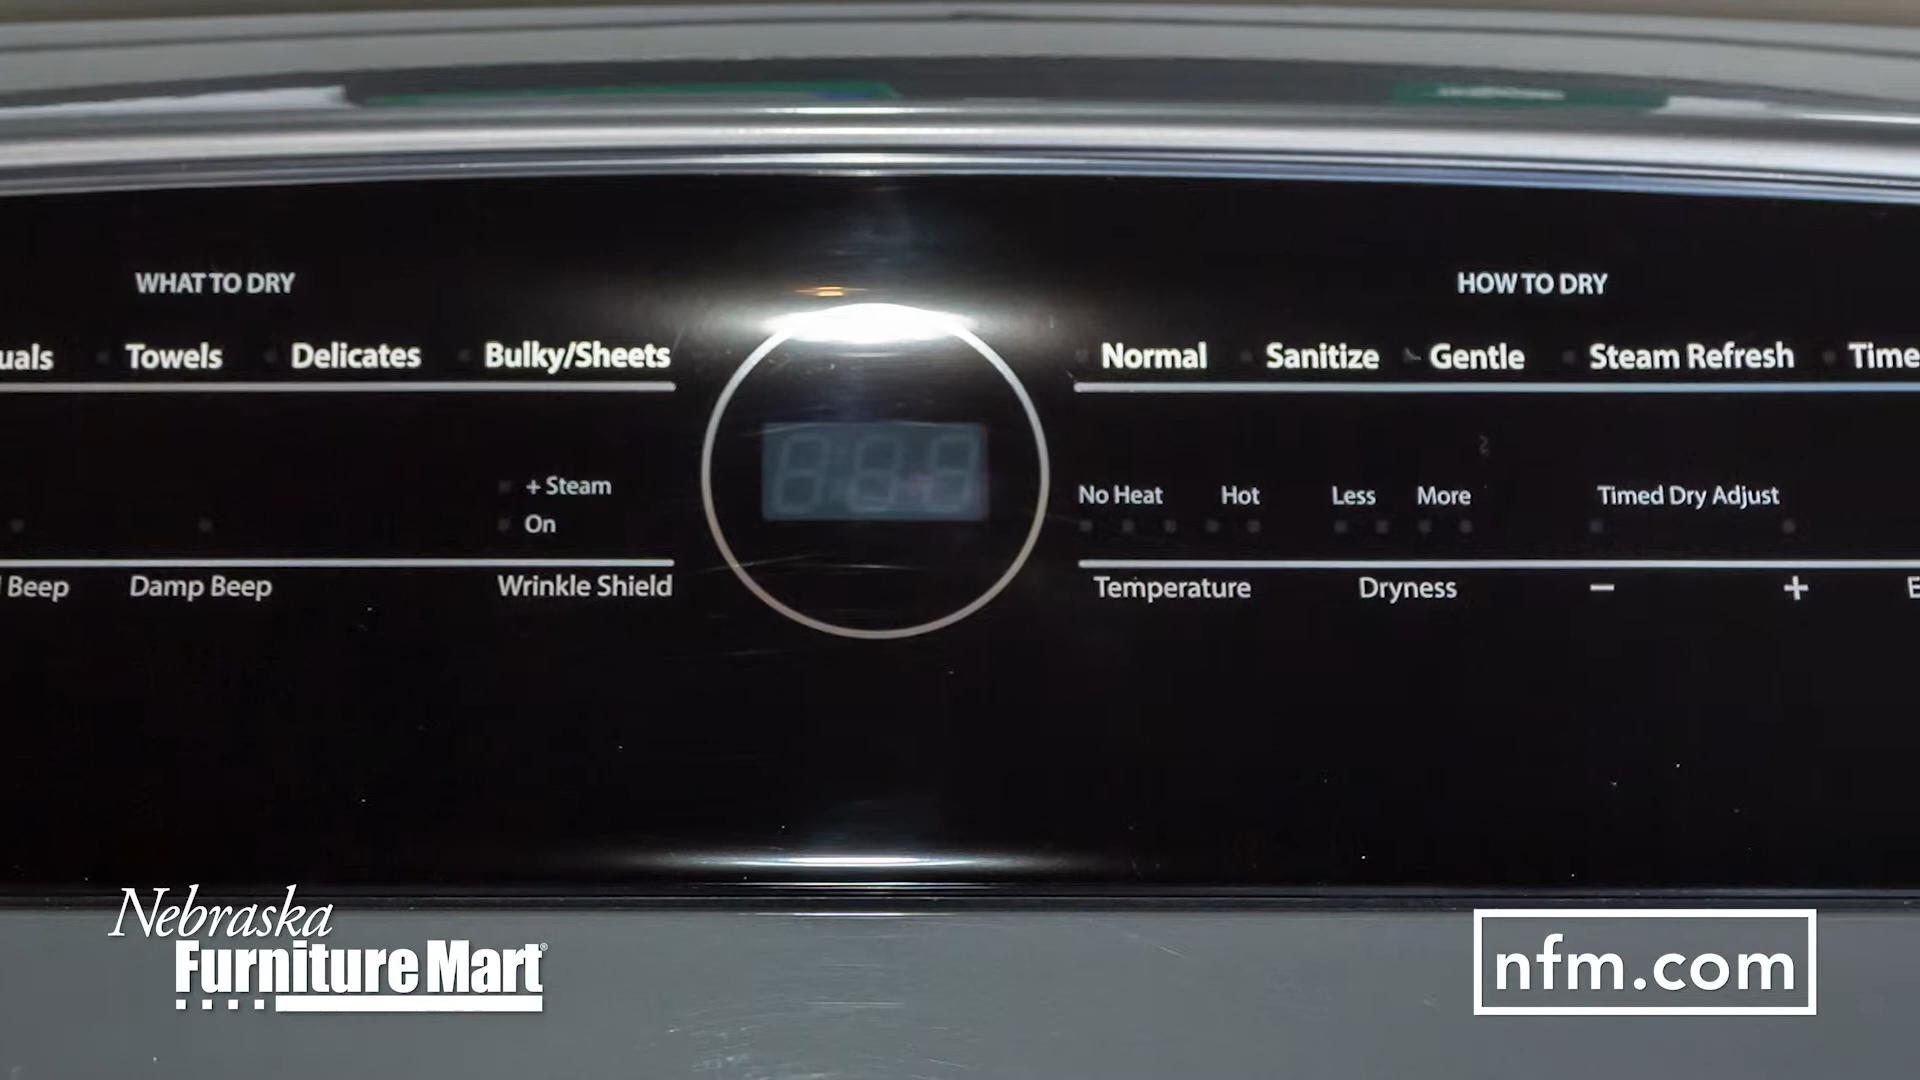 WHAT TO DRY
HOW TO DRY
uals Towels Delicates Bulky/Sheets
Normal Sanitize Gentle Steam Refresh Time
+ Steam
On
No Heat Hot Less More Timed Dry Adjust
Beep Damp Beep Wrinkle Shield
Temperature Dryness - +
Nebraska
Furniture Mart®
nfm.com